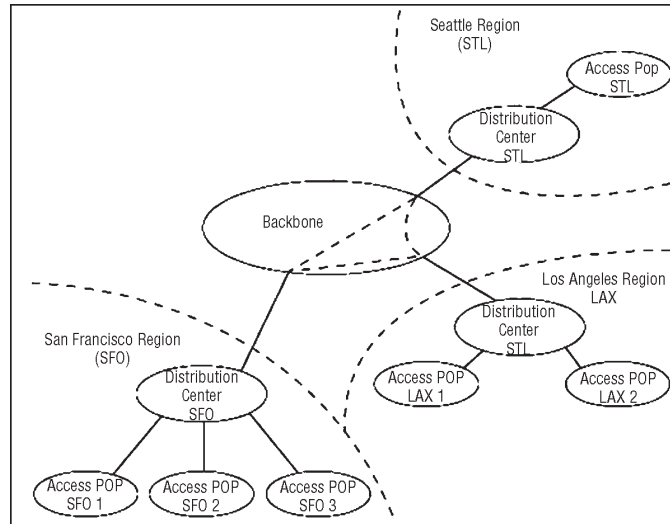 Seattle Region
(STL)
Access Pop
STL
Distribution
Center
STL
Backbone
Los Angeles Region
LAX
San Francisco Region
(SFO)
Distribution
Center
STL
Distribution
Center
SFO
Access POP
LAX 1
Access POP
LAX 2
Access POP
SFO 1
Access POP
SFO 2
Access POP
SFO 3